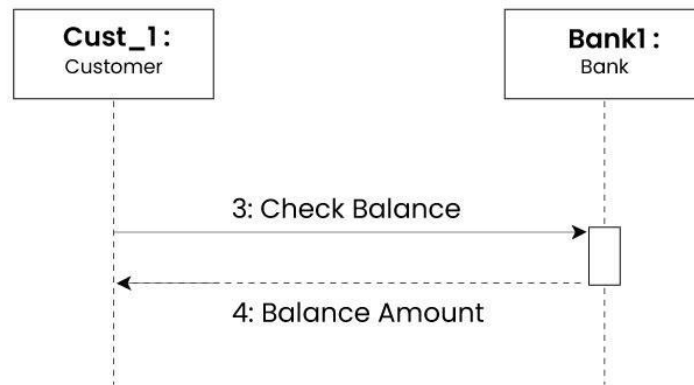 Cust_1 :
Customer
Bank1 :
Bank
3: Check Balance
4: Balance Amount